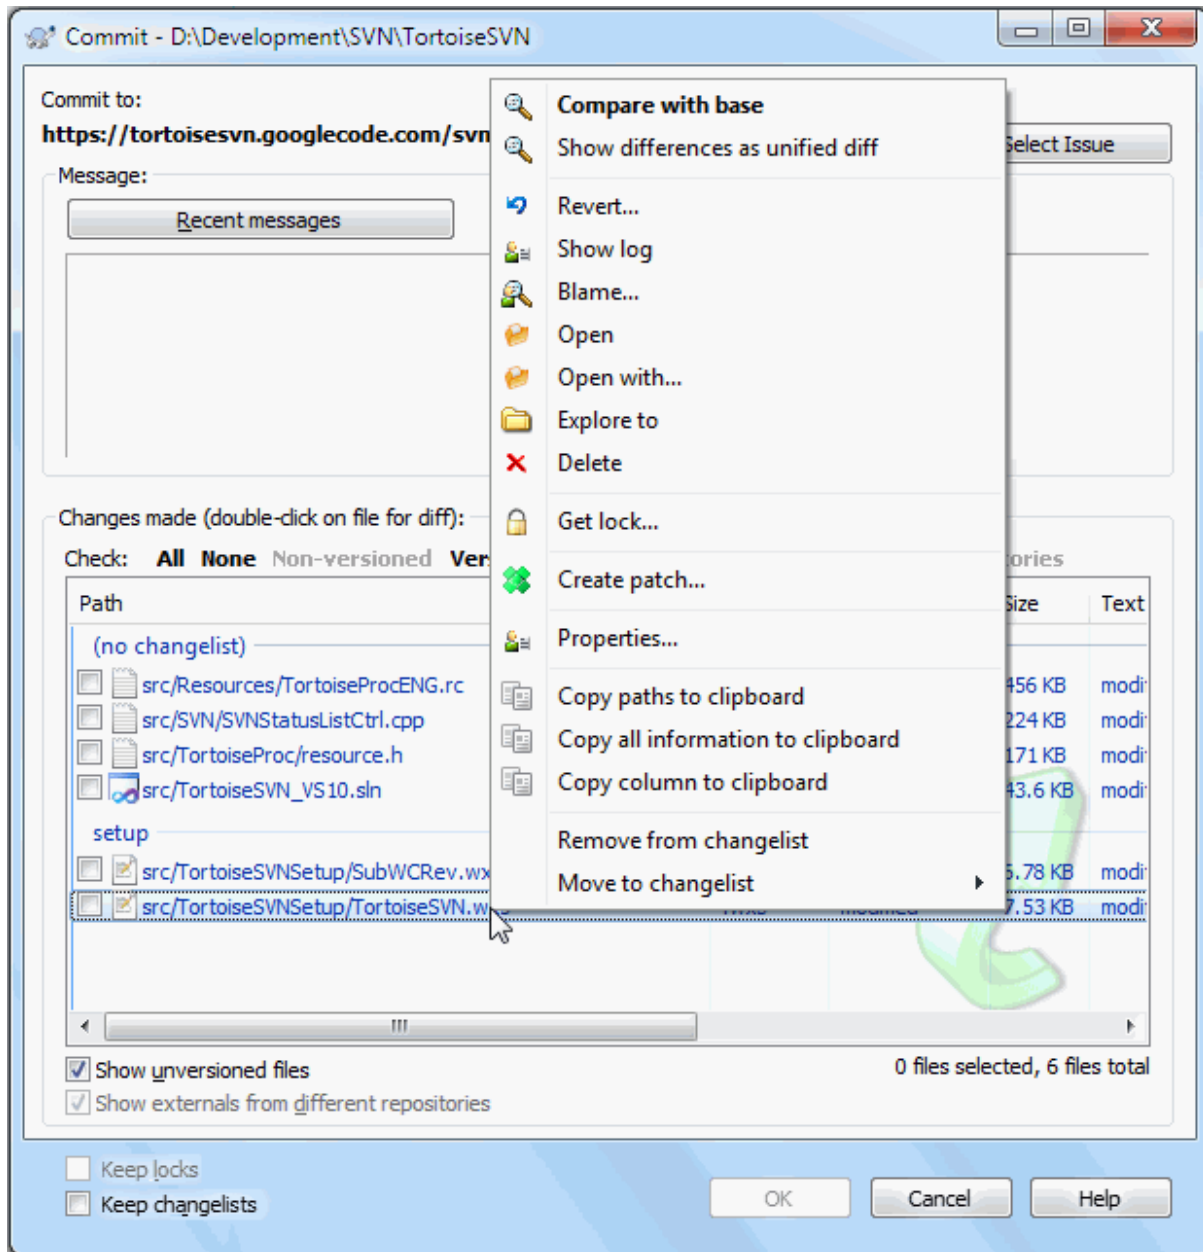 Commit - D:\Development\SVN\TortoiseSVN
Commit to:
https://tortoisesvn.googlecode.com/svn
Select Issue
Message:
Recent messages
Compare with base
Show differences as unified diff
Revert...
Show log
Blame...
Open
Open with...
Explore to
Delete
Get lock...
Create patch...
Properties...
Copy paths to clipboard
Copy all information to clipboard
Copy column to clipboard
Remove from changelist
Move to changelist
Changes made (double-click on file for diff):
Check: All None Non-versioned Ver
ories
Path Size Text
(no changelist)
src/Resources/TortoiseProcENG.rc 456 KB modi
src/SVN/SVNStatusListCtrl.cpp 224 KB modi
src/TortoiseProc/resource.h 171 KB modi
src/TortoiseSVN_VS10.sln 43.6 KB modi
setup
src/TortoiseSVNSetup/SubWCRev.wx 5.78 KB modi
src/TortoiseSVNSetup/TortoiseSVN.w 7.53 KB modi
Show unversioned files
0 files selected, 6 files total
Show externals from different repositories
Keep locks
Keep changelists
OK Cancel Help